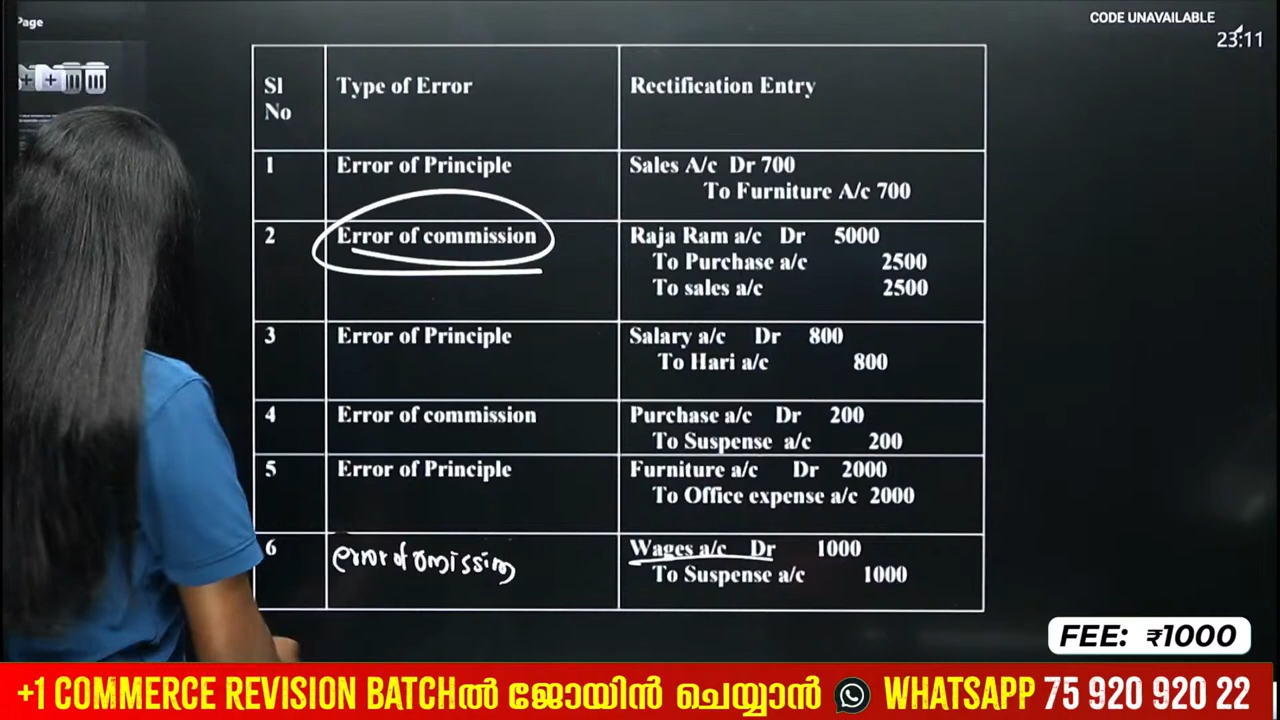 Page
CODE UNAVAILABLE
23:11
Sl No Type of Error Rectification Entry
1 Error of Principle Sales A/c Dr 700
To Furniture A/c 700
2 Error of commission Raja Ram a/c Dr 5000
To Purchase a/c 2500
To sales a/c 2500
3 Error of Principle Salary a/c Dr 800
To Hari a/c 800
4 Error of commission Purchase a/c Dr 200
To Suspense a/c 200
5 Error of Principle Furniture a/c Dr 2000
To Office expense a/c 2000
6 error of omission Wages a/c Dr 1000
To Suspense a/c 1000
FEE: ₹1000
+1 COMMERCE REVISION BATCHൽ ജോയിൻ ചെയ്യാൻ WHATSAPP 75 920 920 22